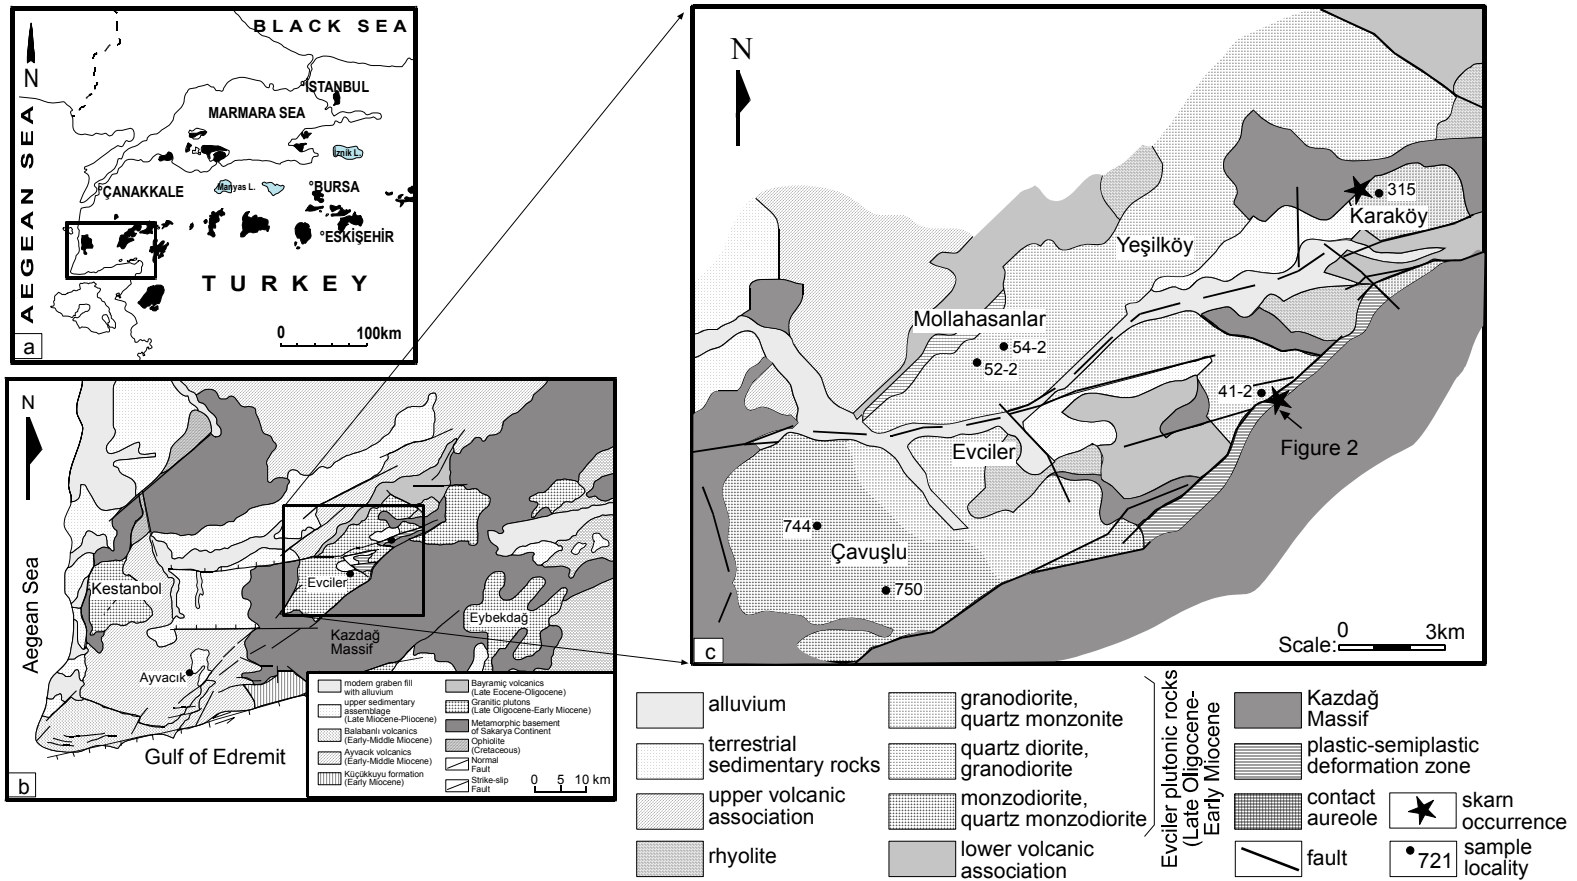 BLACK SEA
N
°İSTANBUL
MARMARA SEA
İznik L.
°ÇANAKKALE
Manyas L.
°BURSA
°ESKİŞEHİR
AEGEAN SEA
TURKEY
0 100km
a
N
Aegean Sea
Kestanbol
Evciler
Eybekdağ
Kazdağ
Massif
Ayvacık
Gulf of Edremit
b
modern graben fill
with alluvium
upper sedimentary
assemblage
(Late Miocene-Pliocene)
Balabanlı volcanics
(Early-Middle Miocene)
Ayvacık volcanics
(Early-Middle Miocene)
Küçükkuyu formation
(Early Miocene)
Bayramiç volcanics
(Late Eocene-Oligocene)
Granitic plutons
(Late Oligocene-Early Miocene)
Metamorphic basement
of Sakarya Continent
Ophiolite
(Cretaceous)
Normal
Fault
Strike-slip
Fault
0 5 10 km
N
315
Karaköy
Yeşilköy
Mollahasanlar
54-2
52-2
41-2
Figure 2
Evciler
744
Çavuşlu
750
Scale: 0 3km
c
alluvium
terrestrial
sedimentary rocks
upper volcanic
association
rhyolite
granodiorite,
quartz monzonite
quartz diorite,
granodiorite
monzodiorite,
quartz monzodiorite
lower volcanic
association
Evciler plutonic rocks
(Late Oligocene-
Early Miocene
Kazdağ
Massif
plastic-semiplastic
deformation zone
contact
aureole
fault
skarn
occurrence
721
sample
locality